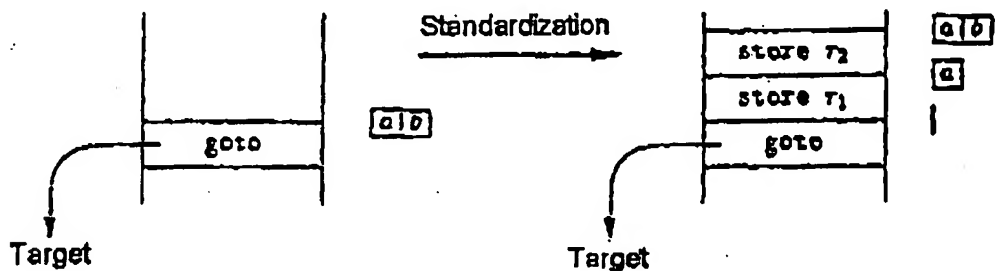 Standardization
a b
store r2
a
store r1
a b
goto
goto
Target
Target